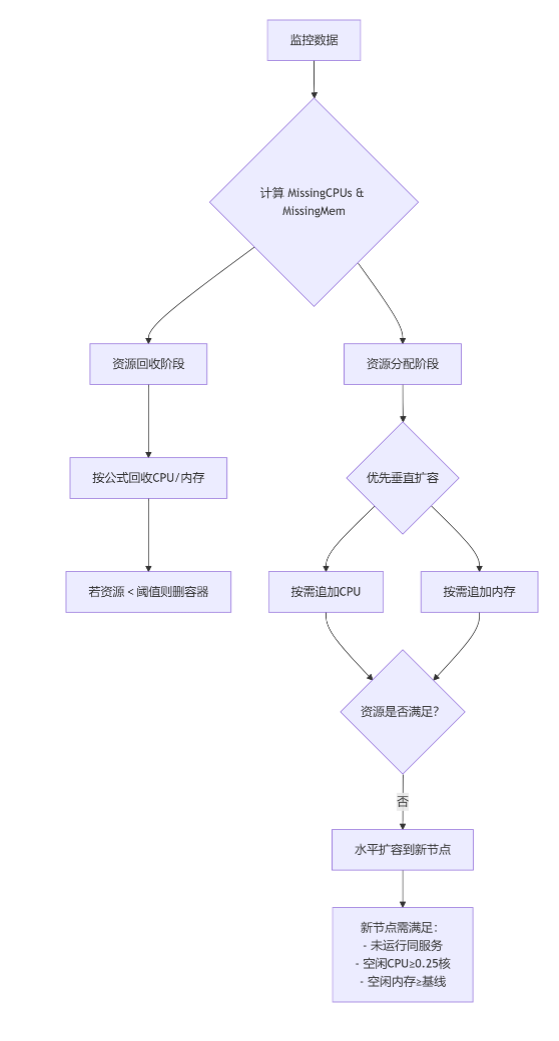 监控数据
计算 MissingCPUs &
MissingMem
资源回收阶段
资源分配阶段
按公式回收CPU/内存
优先垂直扩容
若资源 < 阈值则删容器
按需追加CPU
按需追加内存
资源是否满足?
否
水平扩容到新节点
新节点需满足：
- 未运行同服务
- 空闲CPU≥0.25核
- 空闲内存≥基线